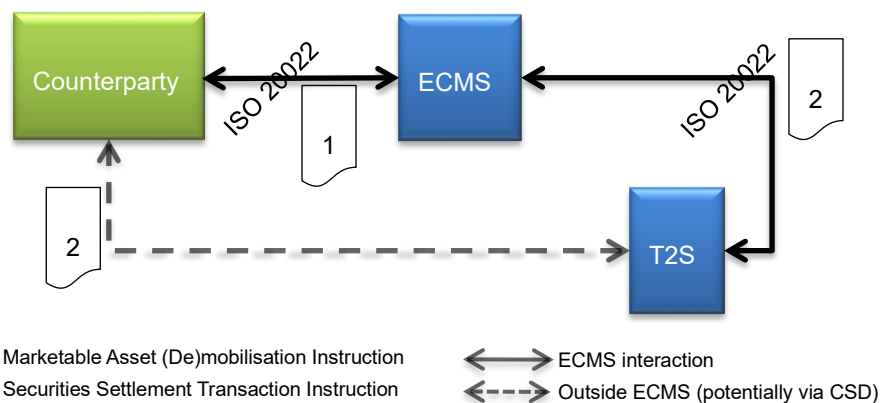 Counterparty
ISO 20022
1
ECMS
ISO 20022
2
2
T2S
Marketable Asset (De)mobilisation Instruction
ECMS interaction
Securities Settlement Transaction Instruction
Outside ECMS (potentially via CSD)